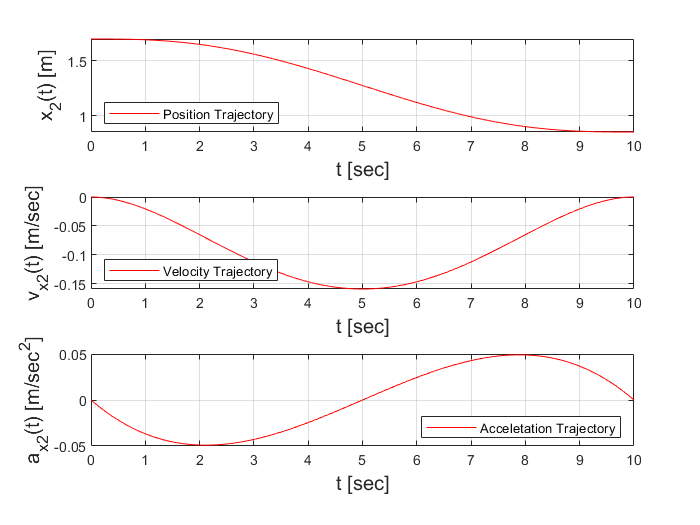 x2(t) [m]
1.5
1
Position Trajectory
0 1 2 3 4 5 6 7 8 9 10
t [sec]
vx2(t) [m/sec]
0
-0.05
-0.1
-0.15
Velocity Trajectory
0 1 2 3 4 5 6 7 8 9 10
t [sec]
ax2(t) [m/sec2]
0.05
0
-0.05
Acceletation Trajectory
0 1 2 3 4 5 6 7 8 9 10
t [sec]